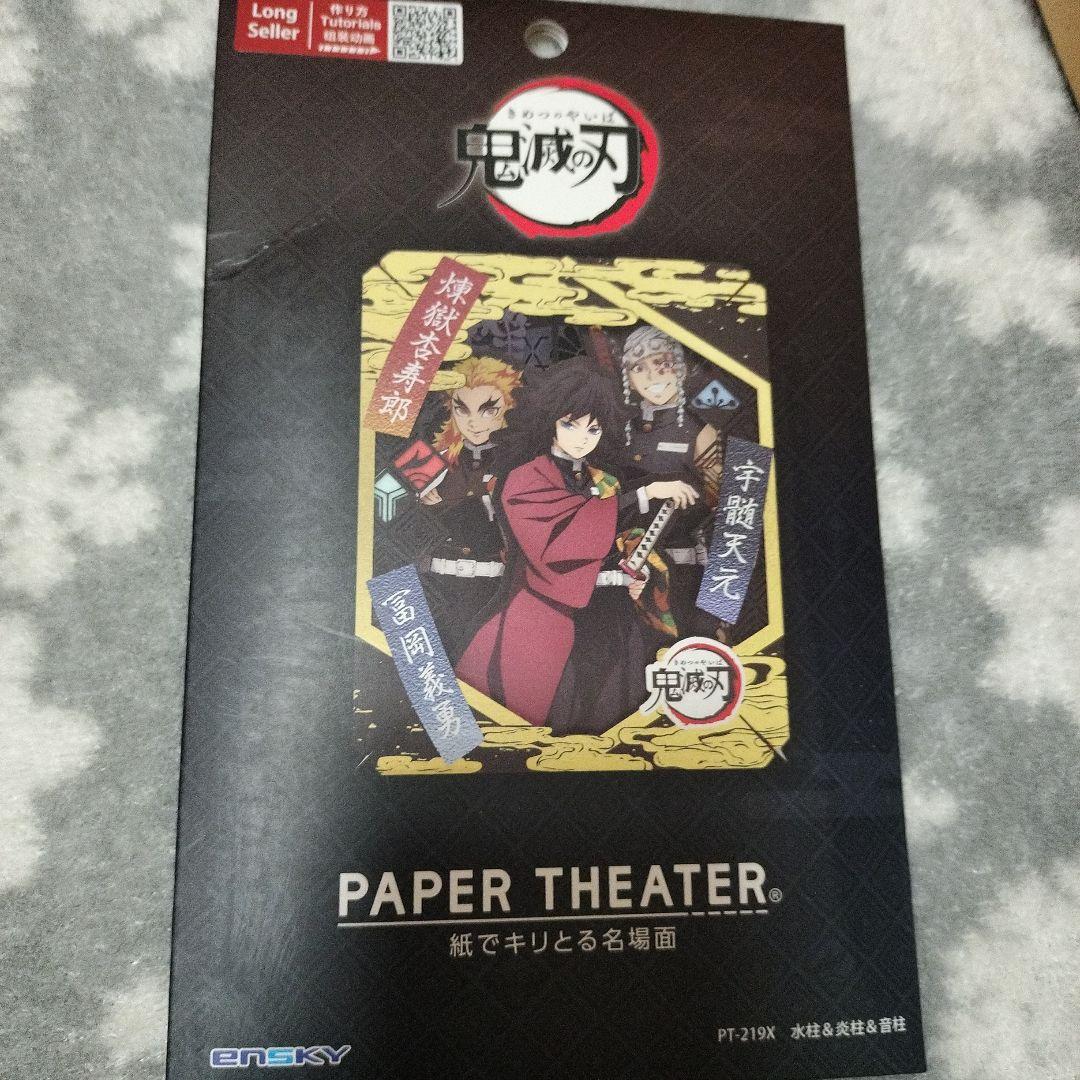 Long
Seller
作り方
Tutorials
组装动画
きめつのやいば
鬼滅の刃
煉獄杏寿郎
宇髄天元
冨岡義勇
きめつのやいば
鬼滅の刃
PAPER THEATER®
紙でキリとる名場面
ensky
PT-219X 水柱&炎柱&音柱